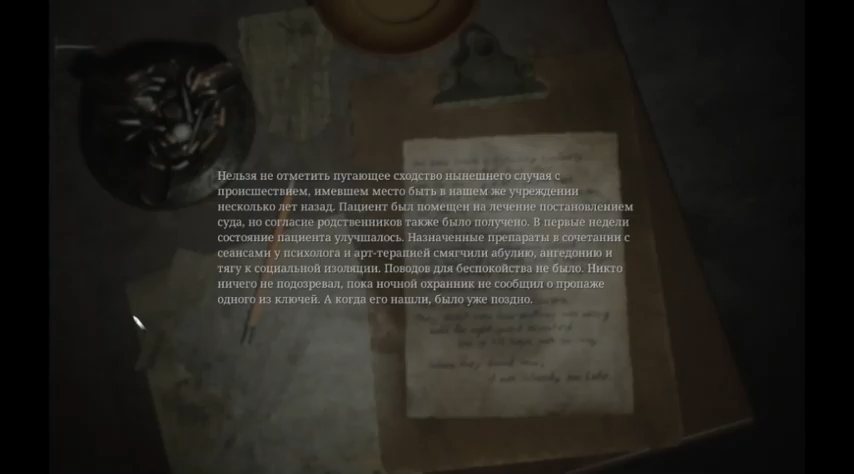 Нельзя не отметить пугающее сходство нынешнего случая с
происшествием, имевшем место быть в нашем же учреждении
несколько лет назад. Пациент был помещен на лечение постановлением
суда, но согласие родственников также было получено. В первые недели
состояние пациента улучшалось. Назначенные препараты в сочетании с
сеансами у психолога и арт-терапией смягчили абулию, ангедонию и
тягу к социальной изоляции. Поводов для беспокойства не было. Никто
ничего не подозревал, пока ночной охранник не сообщил о пропаже
одного из ключей. А когда его нашли, было уже поздно.